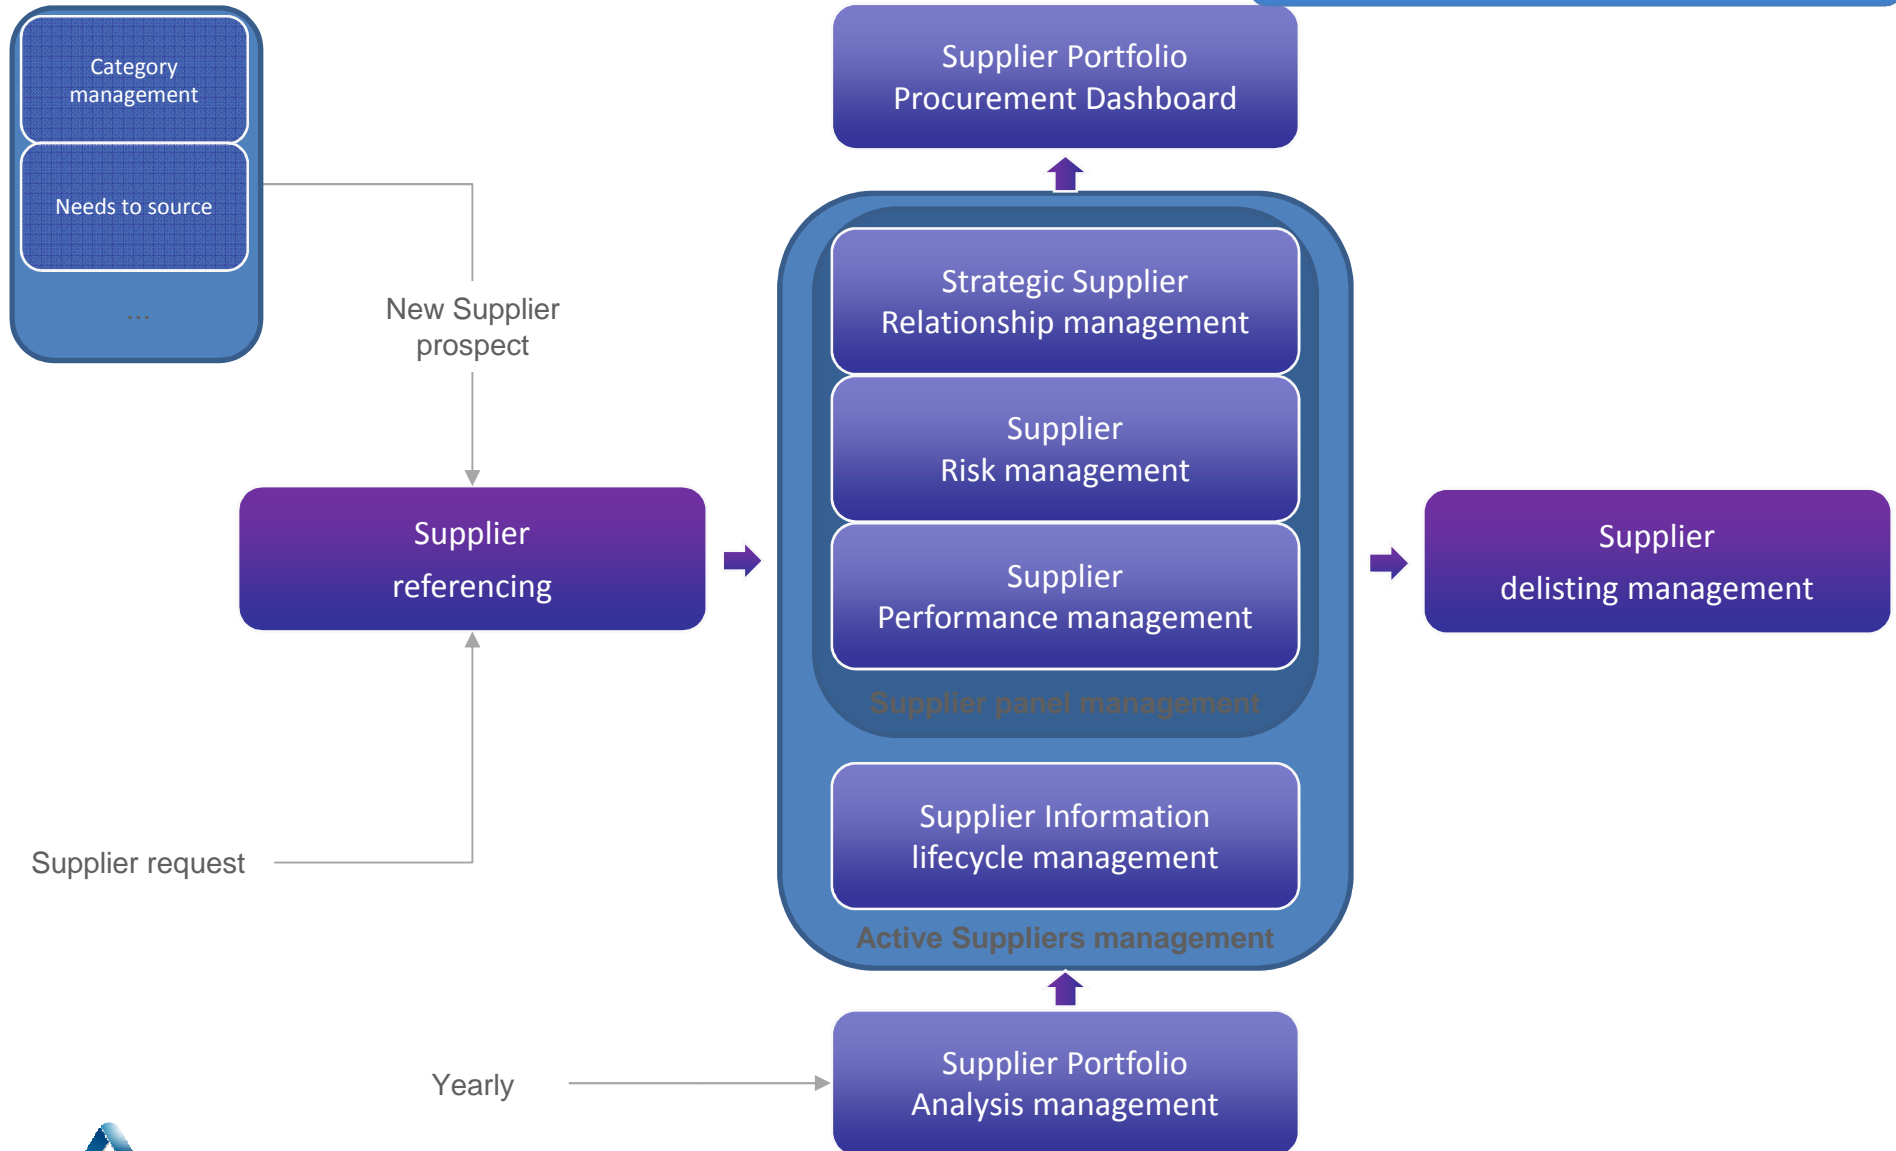 Category
management
Needs to source
...
Supplier Portfolio
Procurement Dashboard
New Supplier
prospect
Strategic Supplier
Relationship management
Supplier
Risk management
Supplier
Performance management
Supplier panel management
Supplier
referencing
Supplier
delisting management
Supplier Information
lifecycle management
Active Suppliers management
Supplier request
Yearly
Supplier Portfolio
Analysis management